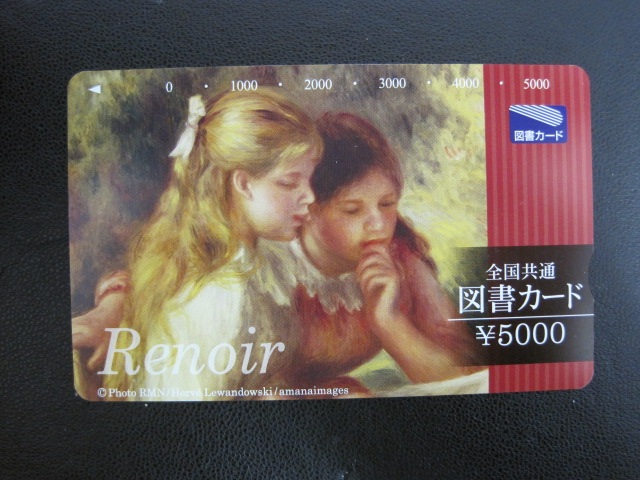 ◀ 0 ・ 1000 ・ 2000 ・ 3000 ・ 4000 ・ 5000
図書カード
全国共通
図書カード
¥5000
Renoir
© Photo RMN/Hervé Lewandowski/amanaimages